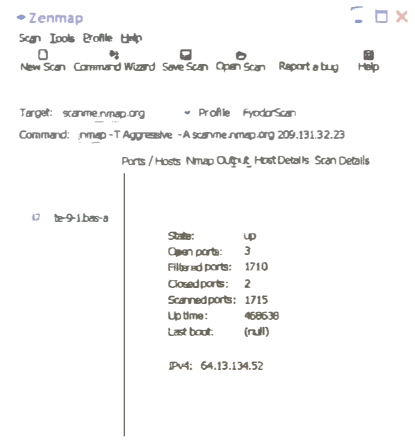 Zenmap
Scan Tools Profile Help
New Scan Command Wizard Save Scan Open Scan Report a bug Help
Target: scanme.nmap.org Profile FyodorScan
Command: nmap -T Aggressive -A scanme.nmap.org 209.131.32.23
Ports / Hosts Nmap Output Host Details Scan Details
te-9-1.bas-a
State: up
Open ports: 3
Filtered ports: 1710
Closed ports: 2
Scanned ports: 1715
Up time: 468638
Last boot: (null)
IPv4: 64.13.134.52